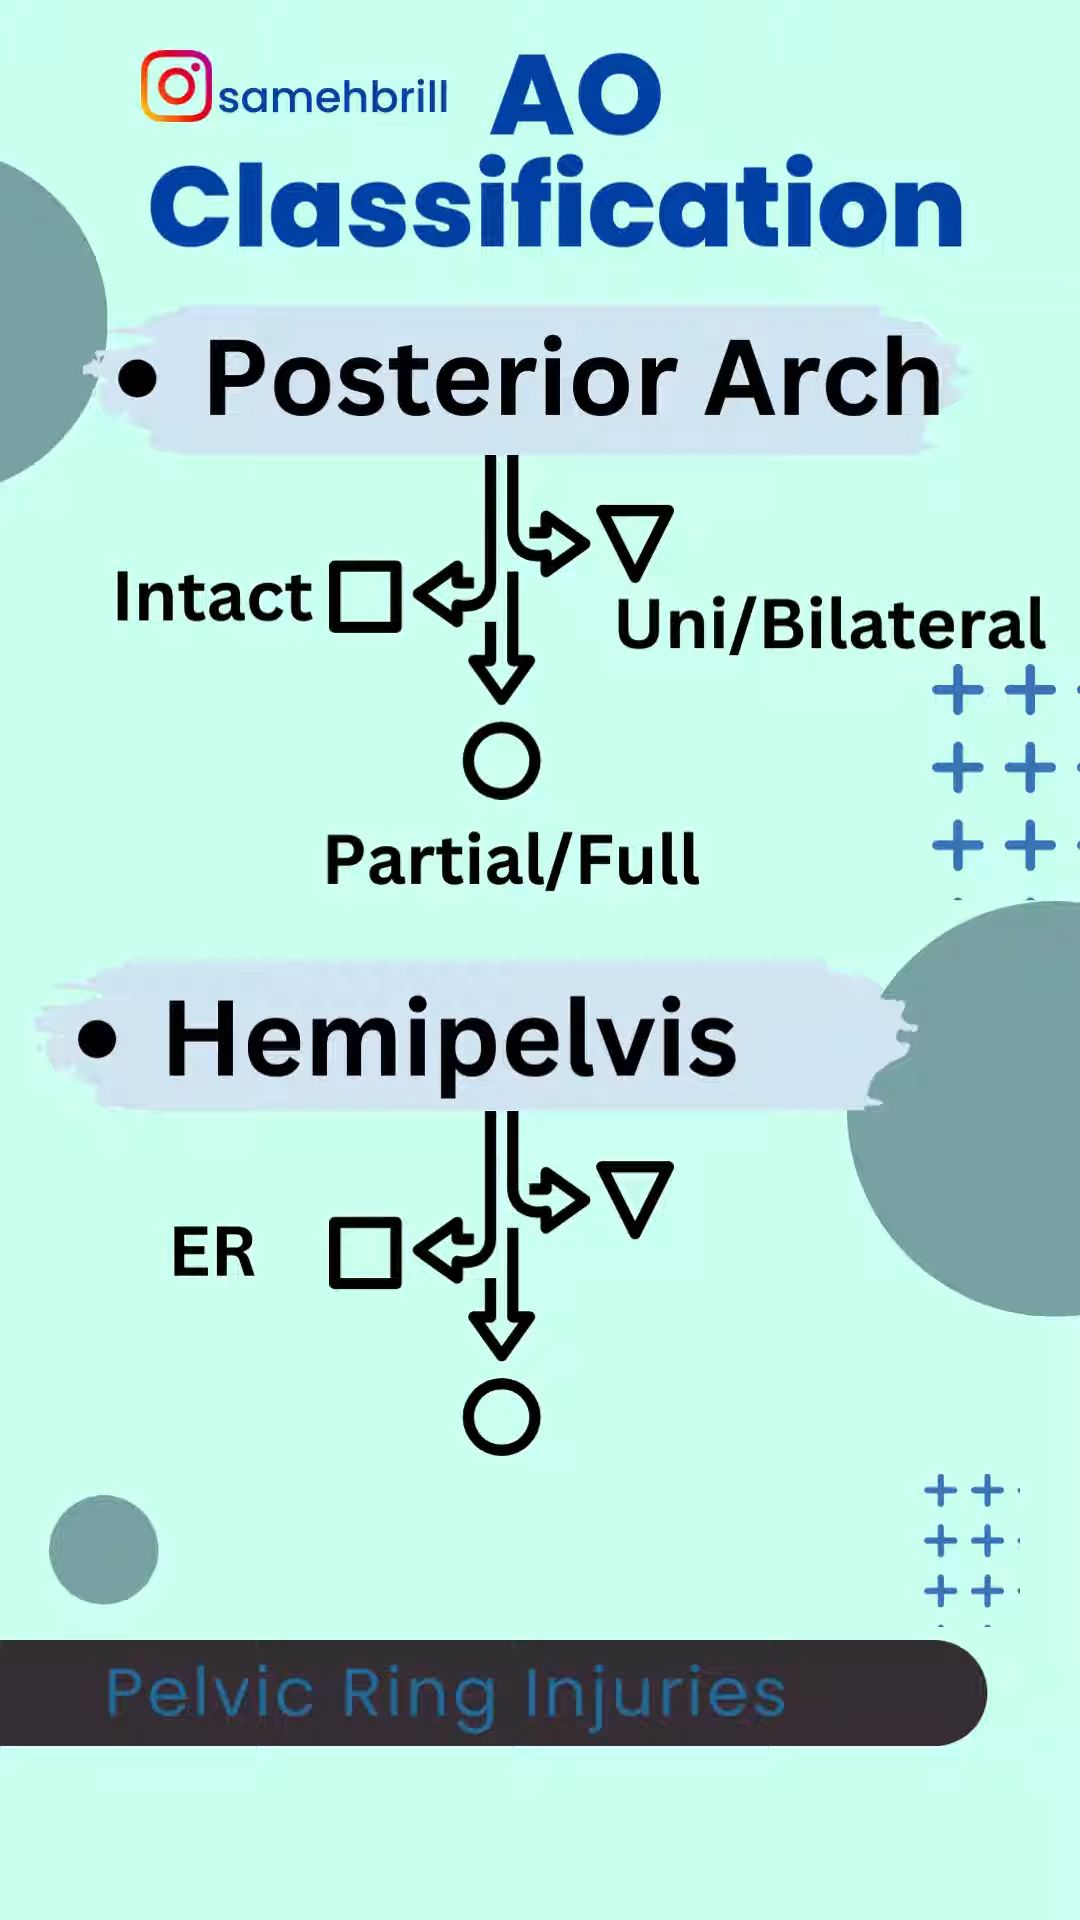 samehbrill
AO
Classification
• Posterior Arch
Intact
Uni/Bilateral
Partial/Full
• Hemipelvis
ER
Pelvic Ring Injuries